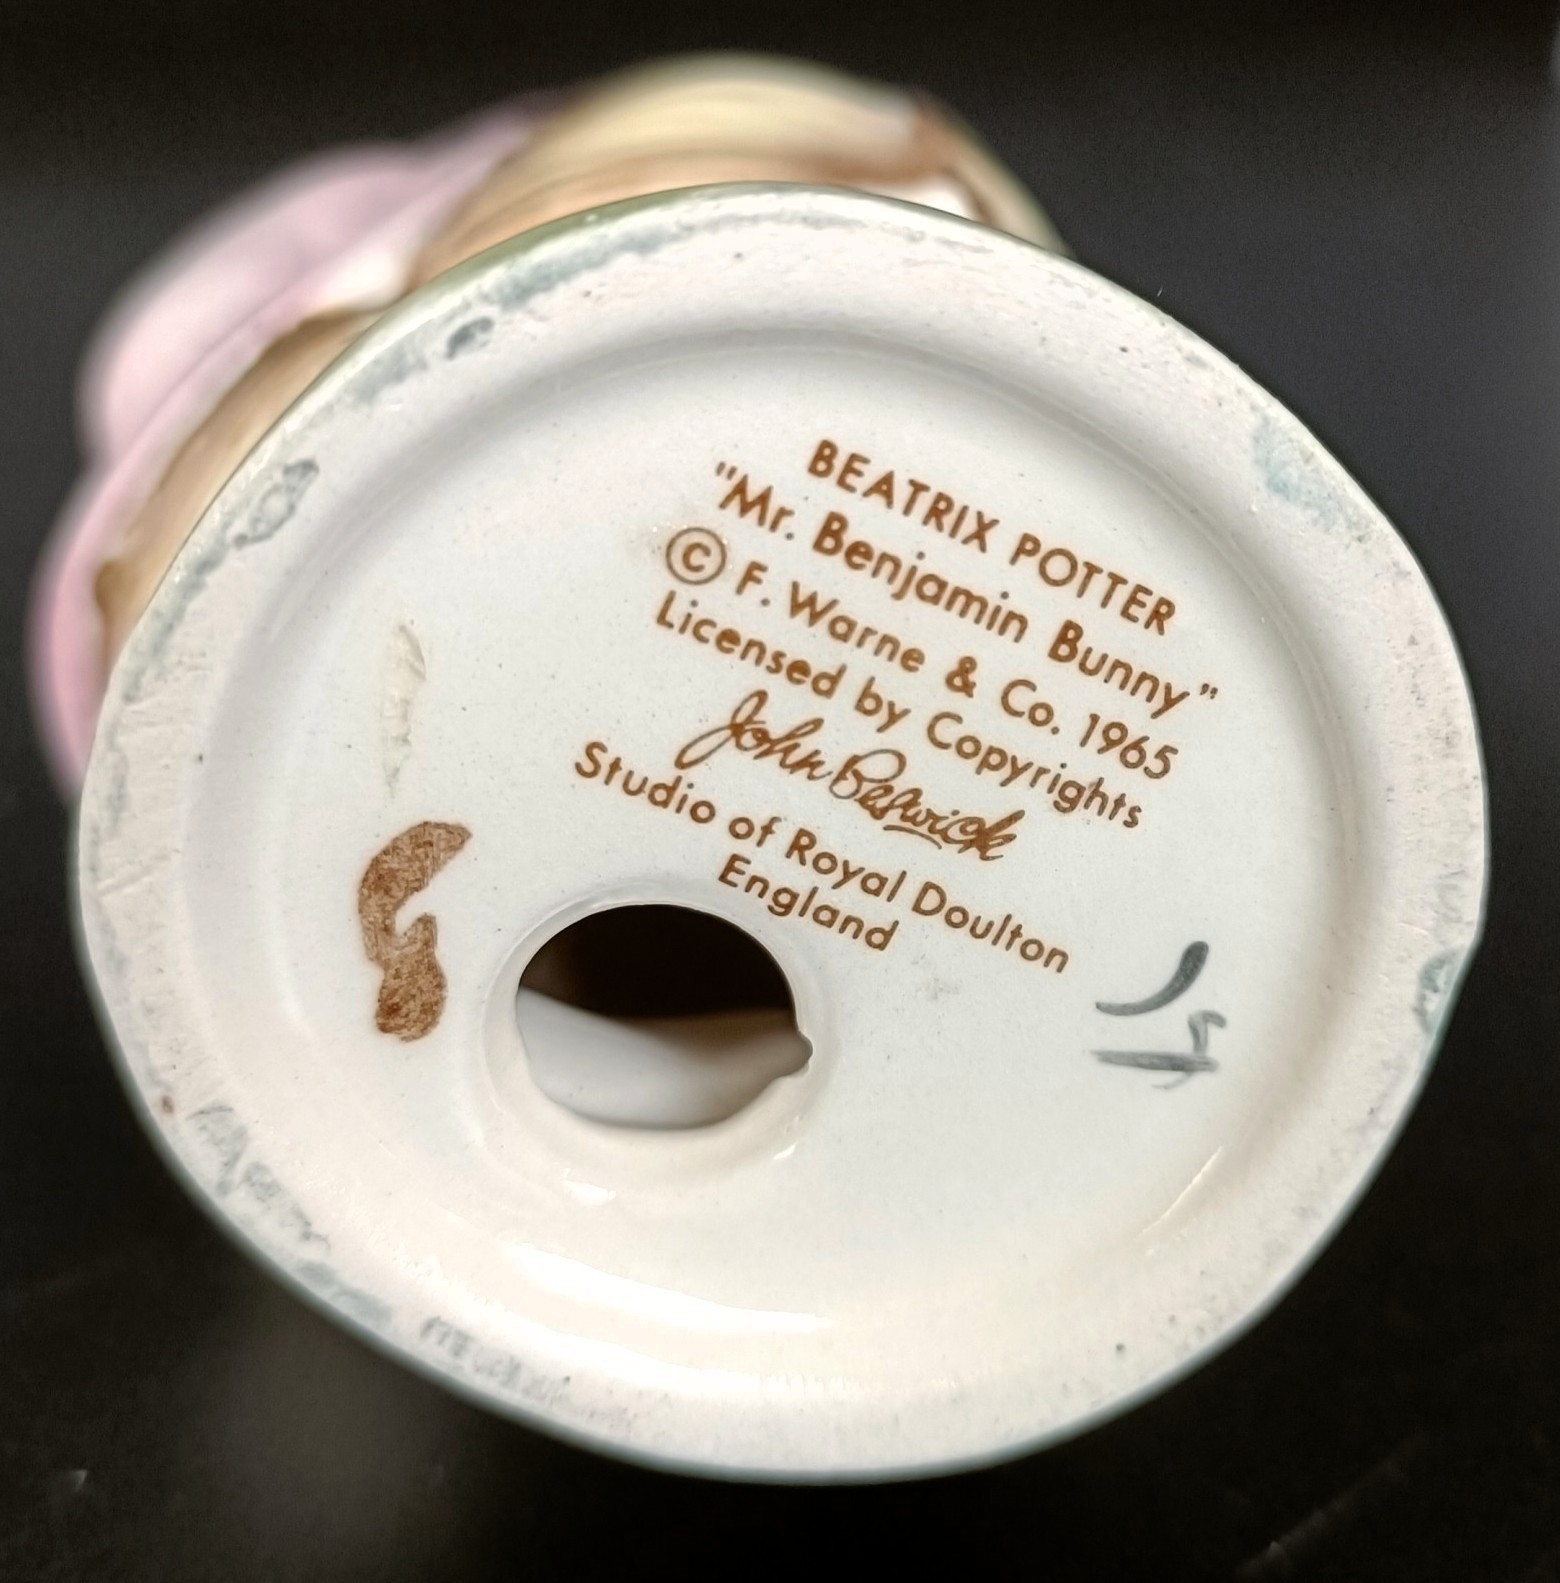 BEATRIX POTTER
"Mr. Benjamin Bunny"
© F. Warne & Co. 1965
Licensed by Copyrights
John Beswick
Studio of Royal Doulton
England